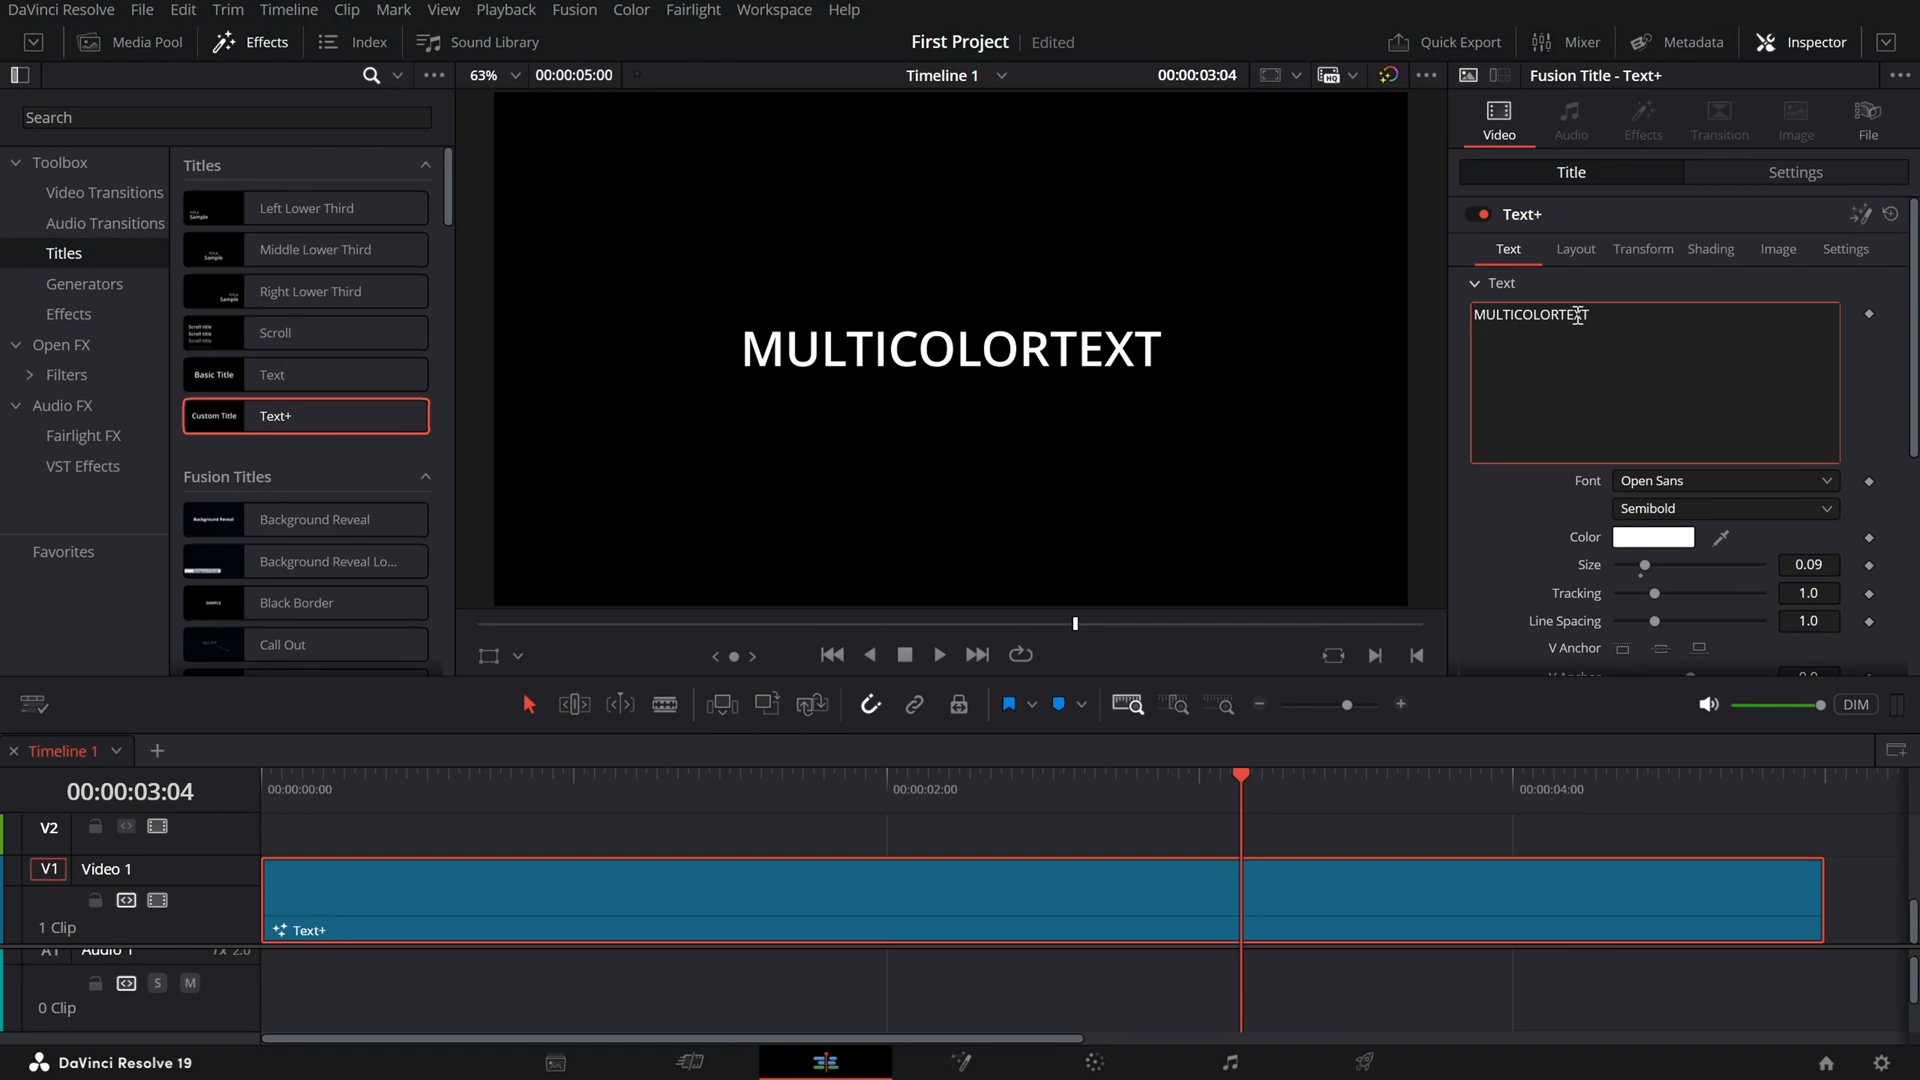 DaVinci Resolve File Edit Trim Timeline Clip Mark View Playback Fusion Color Fairlight Workspace Help
Media Pool Effects Index Sound Library First Project Edited Quick Export Mixer Metadata Inspector
63% 00:00:05:00 Timeline 1 00:00:03:04 Fusion Title - Text+
Search
Video Audio Effects Transition Image File
Toolbox
Video Transitions
Audio Transitions
Titles
Generators
Effects
Open FX
Filters
Audio FX
Fairlight FX
VST Effects
Favorites
Titles
Left Lower Third
Middle Lower Third
Right Lower Third
Scroll
Basic Title Text
Custom Title Text+
Fusion Titles
Background Reveal Background Reveal
Background Reveal Lo...
SAMPLE Black Border
Call Out
MULTICOLORTEXT
Title Settings
Text+
Text Layout Transform Shading Image Settings
Text
MULTICOLORTEXT
Font Open Sans
Semibold
Color
Size 0.09
Tracking 1.0
Line Spacing 1.0
V Anchor
DIM
Timeline 1
00:00:03:04 00:00:00:00 00:00:02:00 00:00:04:00
V2
V1 Video 1
1 Clip
Text+
A1 Audio 1
S M
0 Clip
DaVinci Resolve 19